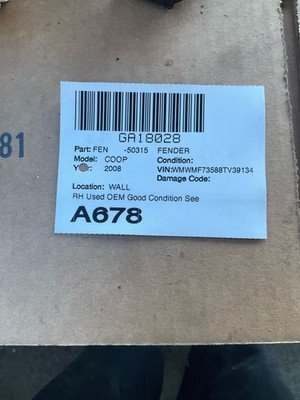 81
GA18028
Part: FEN -50315 FENDER
Model: COOP Condition:
Year: 2008 VIN:WMWMF73588TV39134
Damage Code:
Location: WALL
RH Used OEM Good Condition See
A678